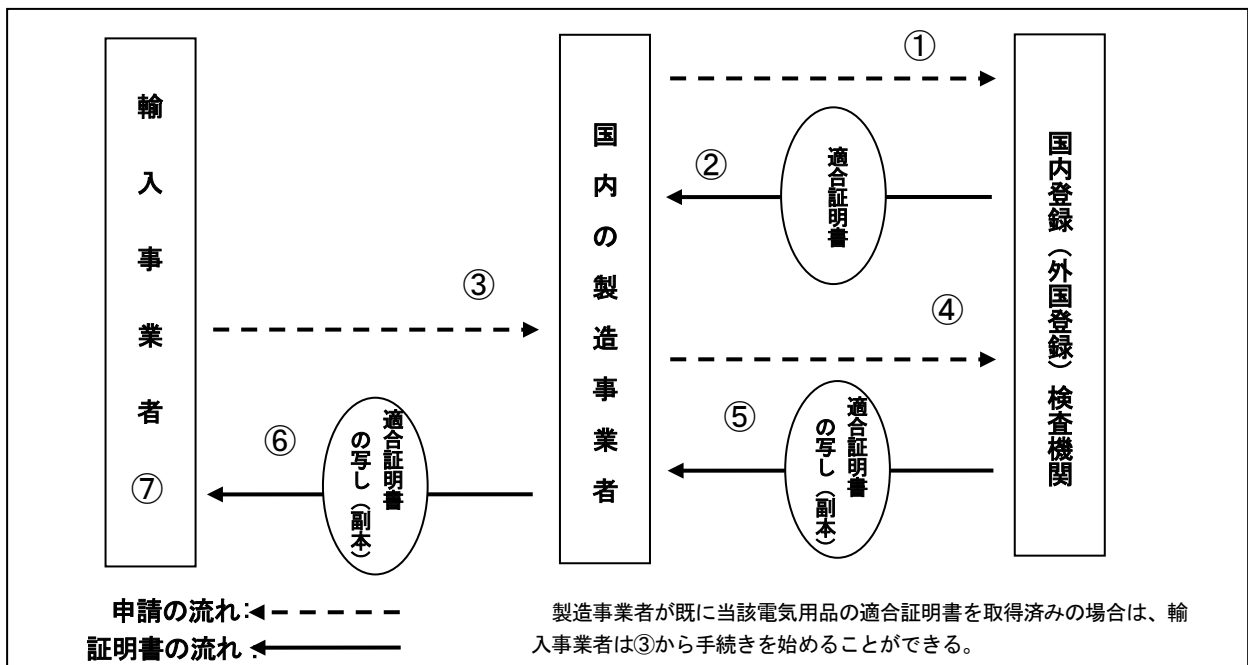 輸入事業者
⑦
国内の製造事業者
国内登録（外国登録）検査機関
①
②
適合証明書
③
④
⑤
適合証明書
の写し（副本）
⑥
適合証明書
の写し（副本）
申請の流れ:
証明書の流れ:
製造事業者が既に当該電気用品の適合証明書を取得済みの場合は、輸
入事業者は③から手続きを始めることができる。